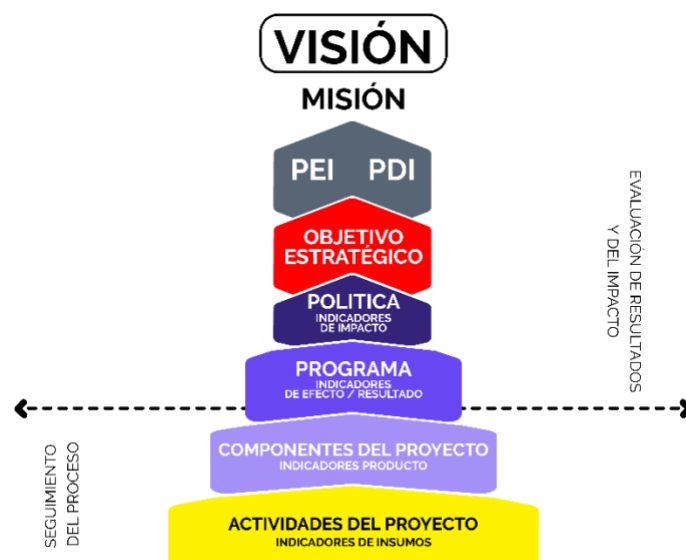 VISIÓN
MISIÓN
PEI PDI
OBJETIVO
ESTRATÉGICO
POLITICA
INDICADORES
DE IMPACTO
PROGRAMA
INDICADORES
DE EFECTO / RESULTADO
COMPONENTES DEL PROYECTO
INDICADORES PRODUCTO
ACTIVIDADES DEL PROYECTO
INDICADORES DE INSUMOS
EVALUACIÓN DE RESULTADOS
Y DEL IMPACTO
SEGUIMIENTO
DEL PROCESO